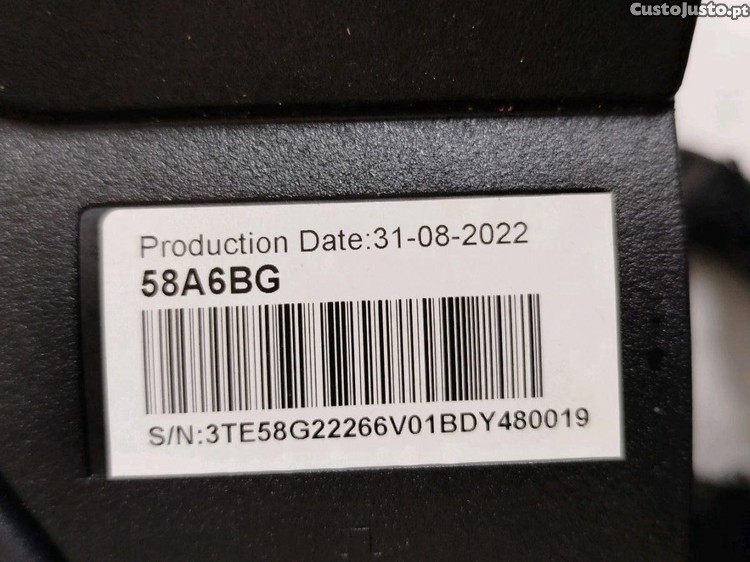 CustoJusto.pt
Production Date:31-08-2022
58A6BG
S/N:3TE58G22266V01BDY480019